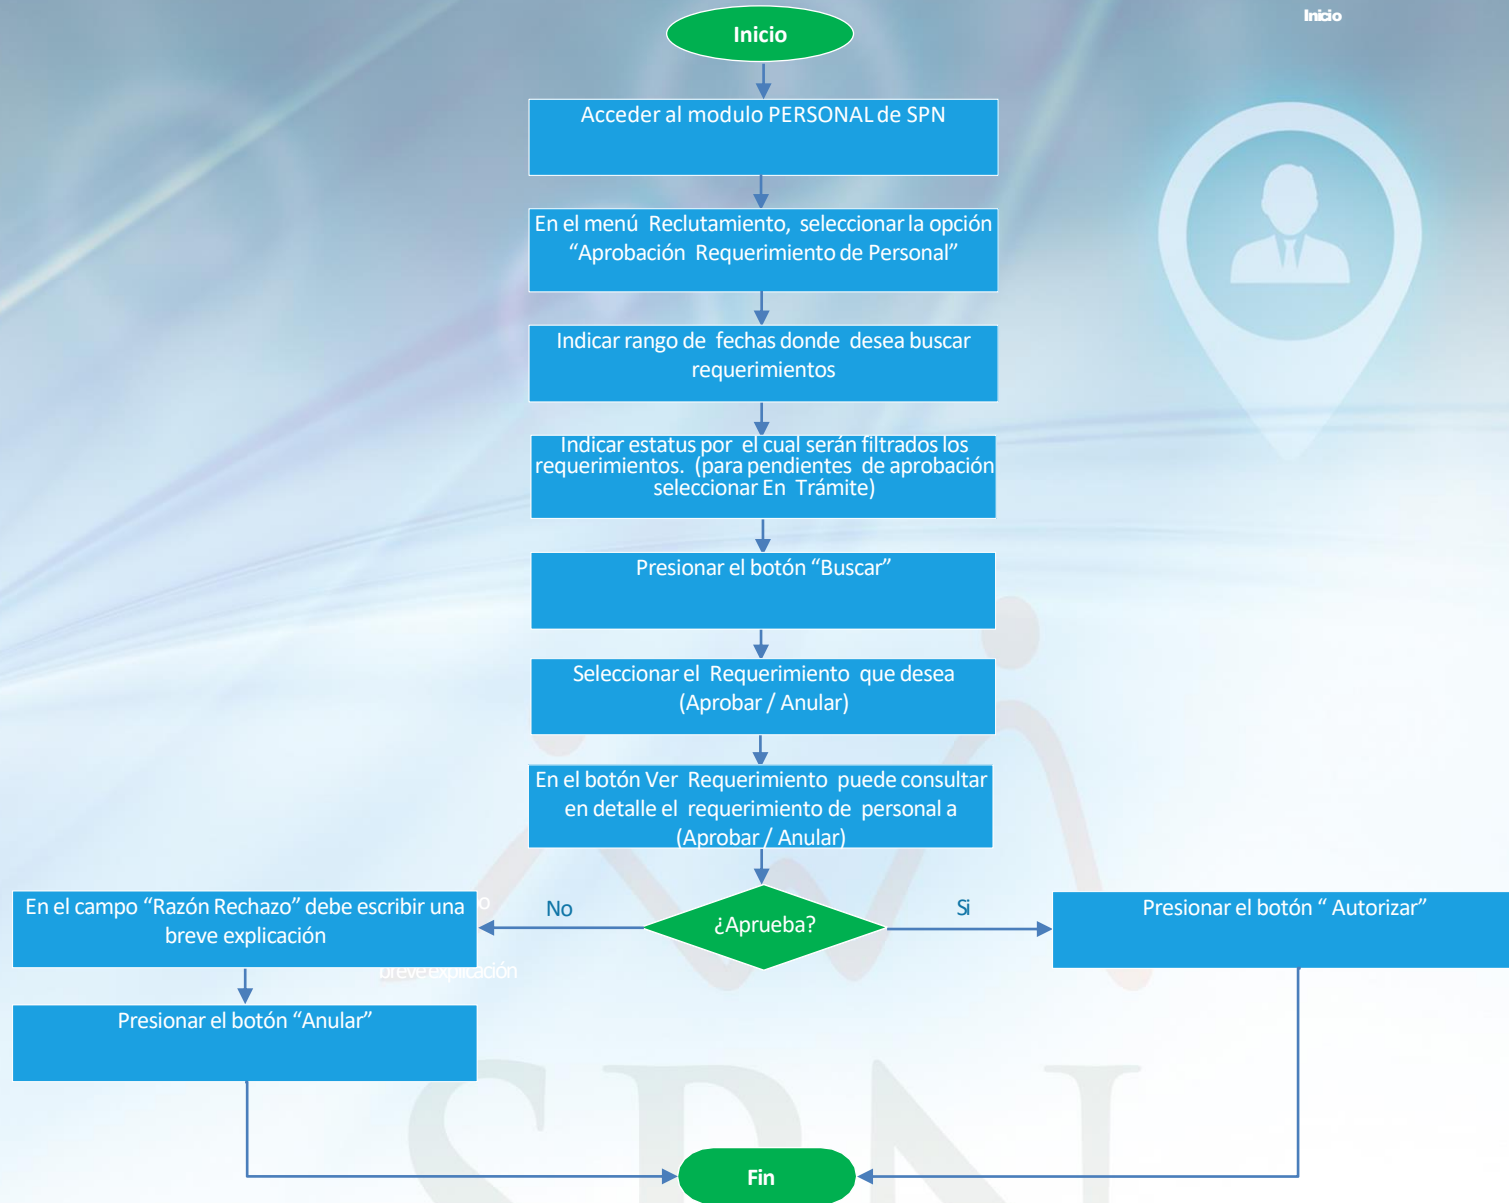 Inicio
Inicio
Acceder al modulo PERSONAL de SPN
En el menú Reclutamiento, seleccionar la opción
“Aprobación Requerimiento de Personal”
Indicar rango de fechas donde desea buscar
requerimientos
Indicar estatus por el cual serán filtrados los
requerimientos. (para pendientes de aprobación
seleccionar En Trámite)
Presionar el botón “Buscar”
Seleccionar el Requerimiento que desea
(Aprobar / Anular)
En el botón Ver Requerimiento puede consultar
en detalle el requerimiento de personal a
(Aprobar / Anular)
¿Aprueba?
No
Si
En el campo “Razón Rechazo” debe escribir una
breve explicación
o
breve explicación
Presionar el botón “Anular”
Presionar el botón “ Autorizar”
SPN
Fin